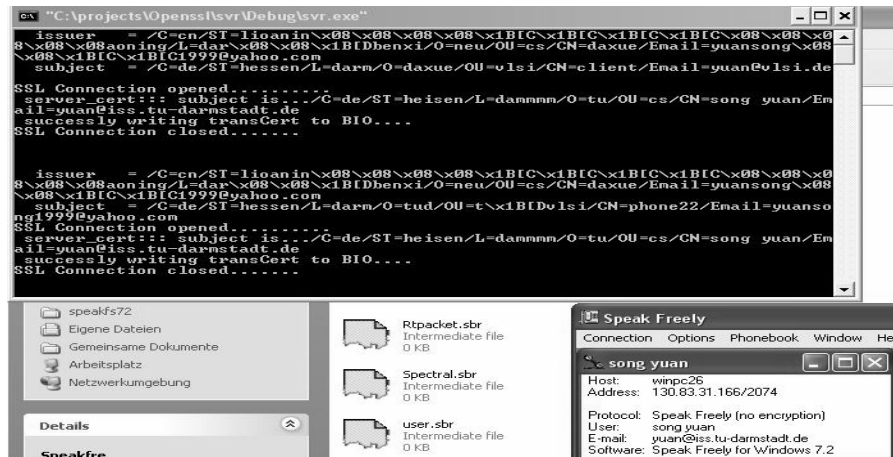 "C:\projects\Openssl\svr\Debug\svr.exe"
issuer = /C=cn/ST=lioanin\x08\x08\x08\x08\x1B[C\x1B[C\x1B[C\x1B[C\x08\x08\x0
8\x08\x08aoning/L=dar\x08\x08\x1B[Dbenxi/O=neu/OU=cs/CN=daxue/Email=yuansong\x08
\x08\x1B[C\x1B[C1999@yahoo.com
subject = /C=de/ST=hessen/L=darm/O=daxue/OU=vlsi/CN=client/Email=yuan@vlsi.de
SSL Connection opened..........
server_cert::: subject is.../C=de/ST=heisen/L=dammmm/O=tu/OU=cs/CN=song yuan/Em
ail=yuan@iss.tu-darmstadt.de
successly writing transCert to BIO....
SSL Connection closed.......
issuer = /C=cn/ST=lioanin\x08\x08\x08\x08\x1B[C\x1B[C\x1B[C\x1B[C\x08\x08\x0
8\x08\x08aoning/L=dar\x08\x08\x1B[Dbenxi/O=neu/OU=cs/CN=daxue/Email=yuansong\x08
\x08\x1B[C\x1B[C1999@yahoo.com
subject = /C=de/ST=hessen/L=darm/O=tud/OU=t\x1B[Dvlsi/CN=phone22/Email=yuanso
ng1999@yahoo.com
SSL Connection opened..........
server_cert::: subject is.../C=de/ST=heisen/L=dammmm/O=tu/OU=cs/CN=song yuan/Em
ail=yuan@iss.tu-darmstadt.de
successly writing transCert to BIO....
SSL Connection closed.......
speakfs72
Eigene Dateien
Gemeinsame Dokumente
Arbeitsplatz
Netzwerkumgebung
Details
Speakfre
Rtpacket.sbr
Intermediate file
0 KB
Spectral.sbr
Intermediate file
0 KB
user.sbr
Intermediate file
0 KB
Speak Freely
Connection Options Phonebook Window He
song yuan
Host: winpc26
Address: 130.83.31.166/2074
Protocol: Speak Freely (no encryption)
User: song yuan
E-mail: yuan@iss.tu-darmstadt.de
Software: Speak Freely for Windows 7.2